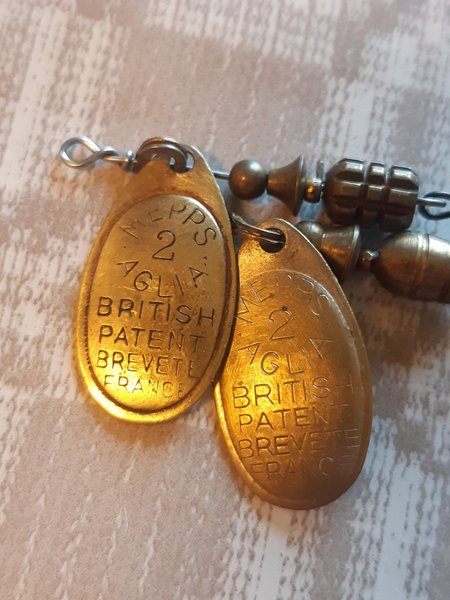 MEPPS
2
AGLIA
BRITISH
PATENT
BREVETE
FRANCE
MEPPS
2
AGLIA
BRITISH
PATENT
BREVETE
FRANCE